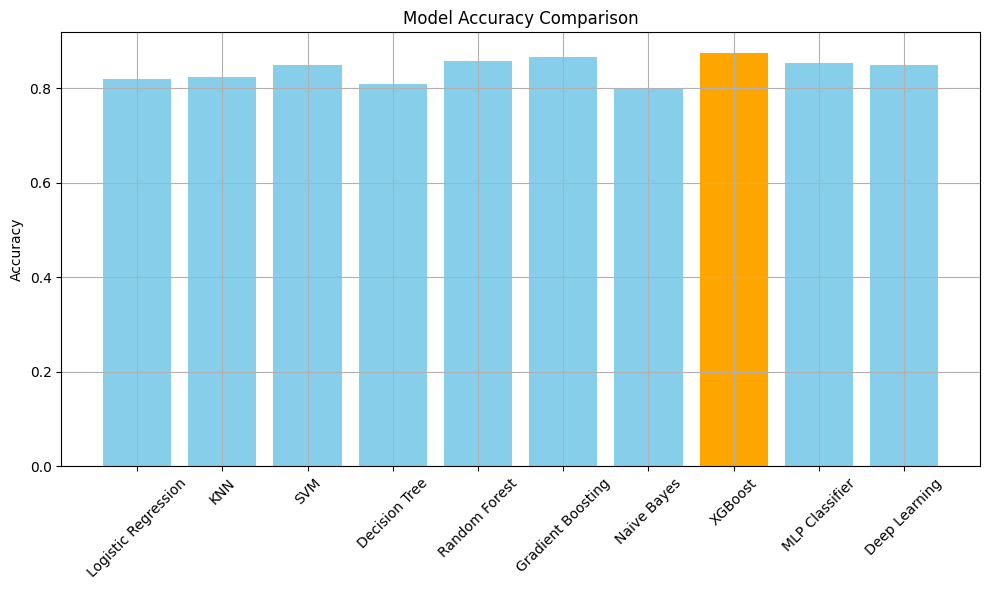 Model Accuracy Comparison
Accuracy
0.8
0.6
0.4
0.2
0.0
Logistic Regression
KNN
SVM
Decision Tree
Random Forest
Gradient Boosting
Naive Bayes
XGBoost
MLP Classifier
Deep Learning